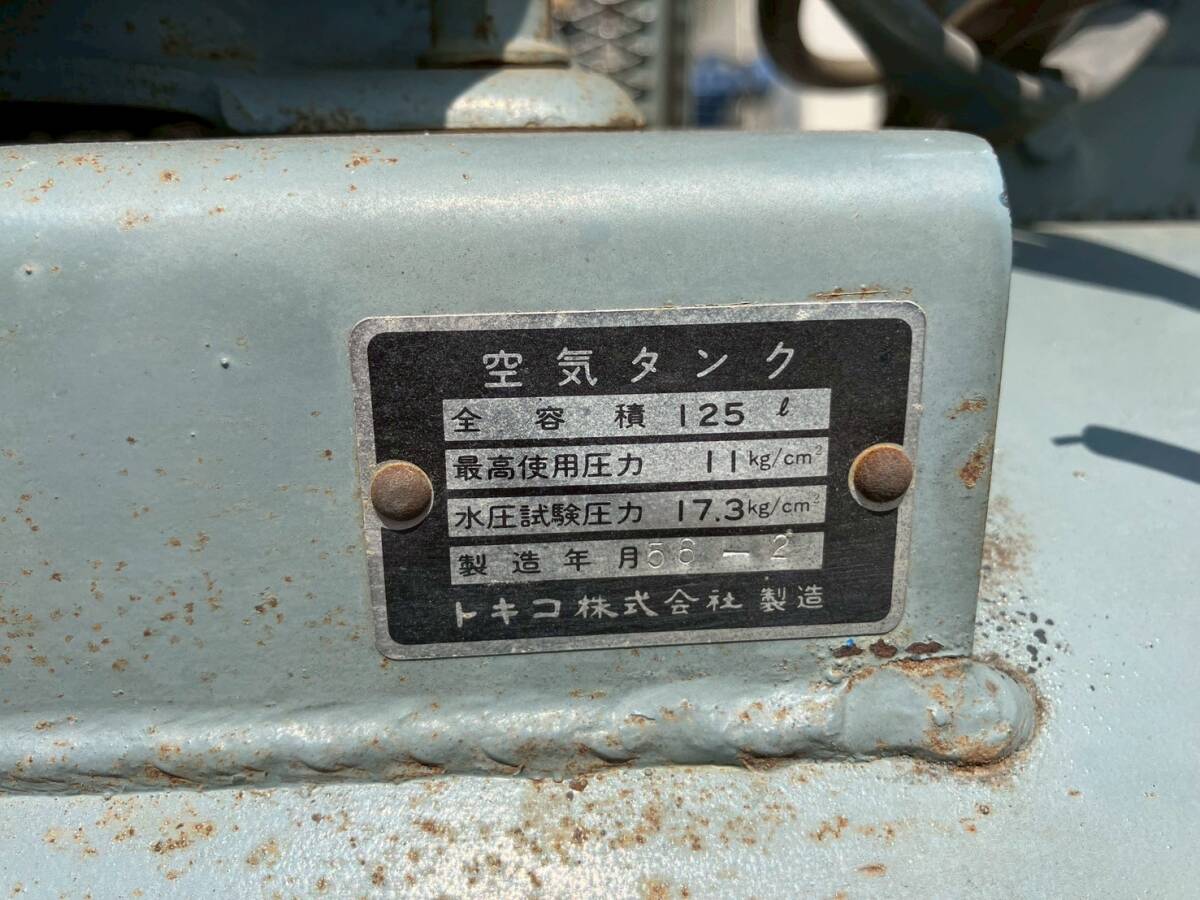 空気タンク
全容積 125 ℓ
最高使用圧力 11 kg/cm²
水圧試験圧力 17.3 kg/cm²
製造年月 56-2
トキコ株式会社 製造